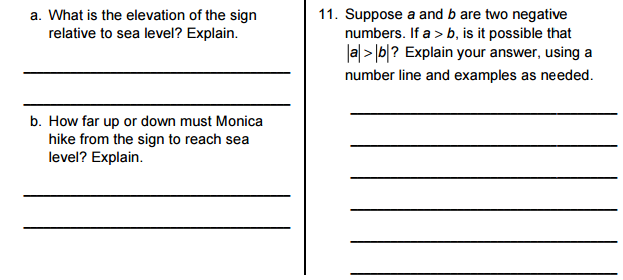 a. What is the elevation of the sign
relative to sea level? Explain.
b. How far up or down must Monica
hike from the sign to reach sea
level? Explain.
11. Suppose a and b are two negative
numbers. If a > b, is it possible that
|a| > |b|? Explain your answer, using a
number line and examples as needed.